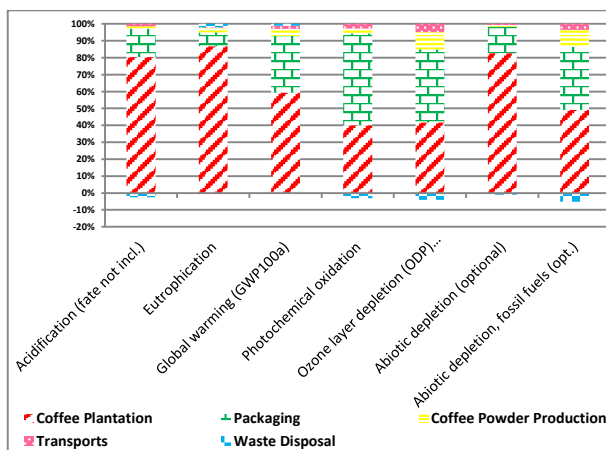 100%
90%
80%
70%
60%
50%
40%
30%
20%
10%
0%
-10%
-20%
Acidification (fate not incl.)
Eutrophication
Global warming (GWP100a)
Photochemical oxidation
Ozone layer depletion (ODP)...
Abiotic depletion (optional)
Abiotic depletion, fossil fuels (opt.)
Coffee Plantation Packaging Coffee Powder Production
Transports Waste Disposal